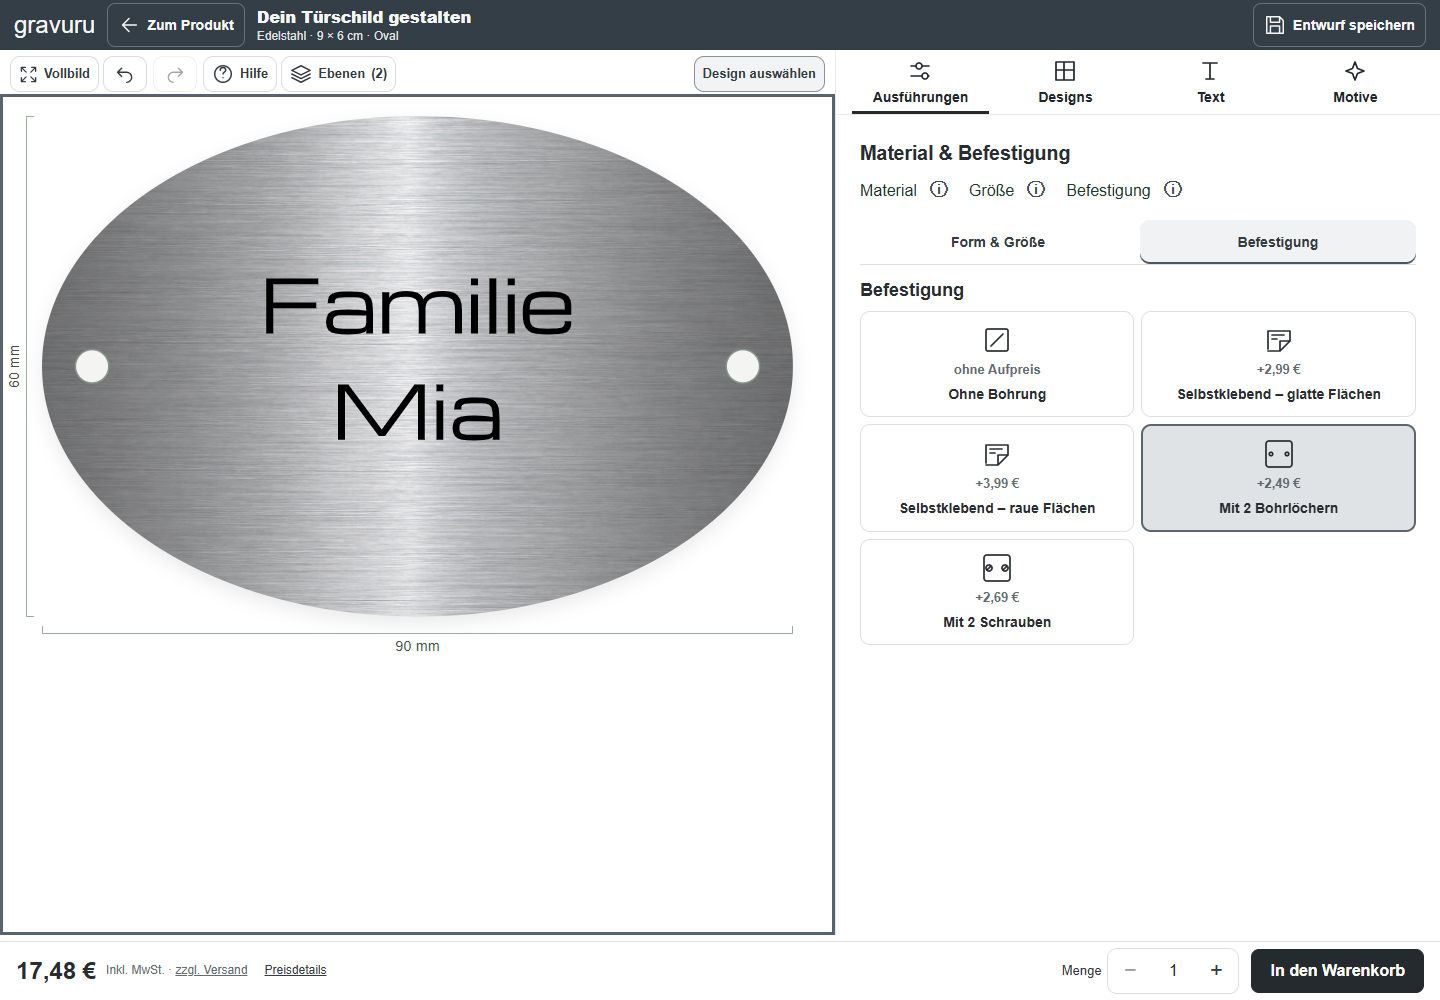 gravuru
Zum Produkt
Dein Türschild gestalten
Edelstahl · 9 × 6 cm · Oval
Entwurf speichern
Vollbild
Hilfe
Ebenen (2)
Design auswählen
Ausführungen
Designs
Text
Motive
60 mm
Familie
Mia
90 mm
Material & Befestigung
Material
Größe
Befestigung
Form & Größe
Befestigung
Befestigung
ohne Aufpreis
Ohne Bohrung
+2,99 €
Selbstklebend – glatte Flächen
+3,99 €
Selbstklebend – raue Flächen
+2,49 €
Mit 2 Bohrlöchern
+2,69 €
Mit 2 Schrauben
17,48 €
Inkl. MwSt. · zzgl. Versand
Preisdetails
Menge
− 1 +
In den Warenkorb